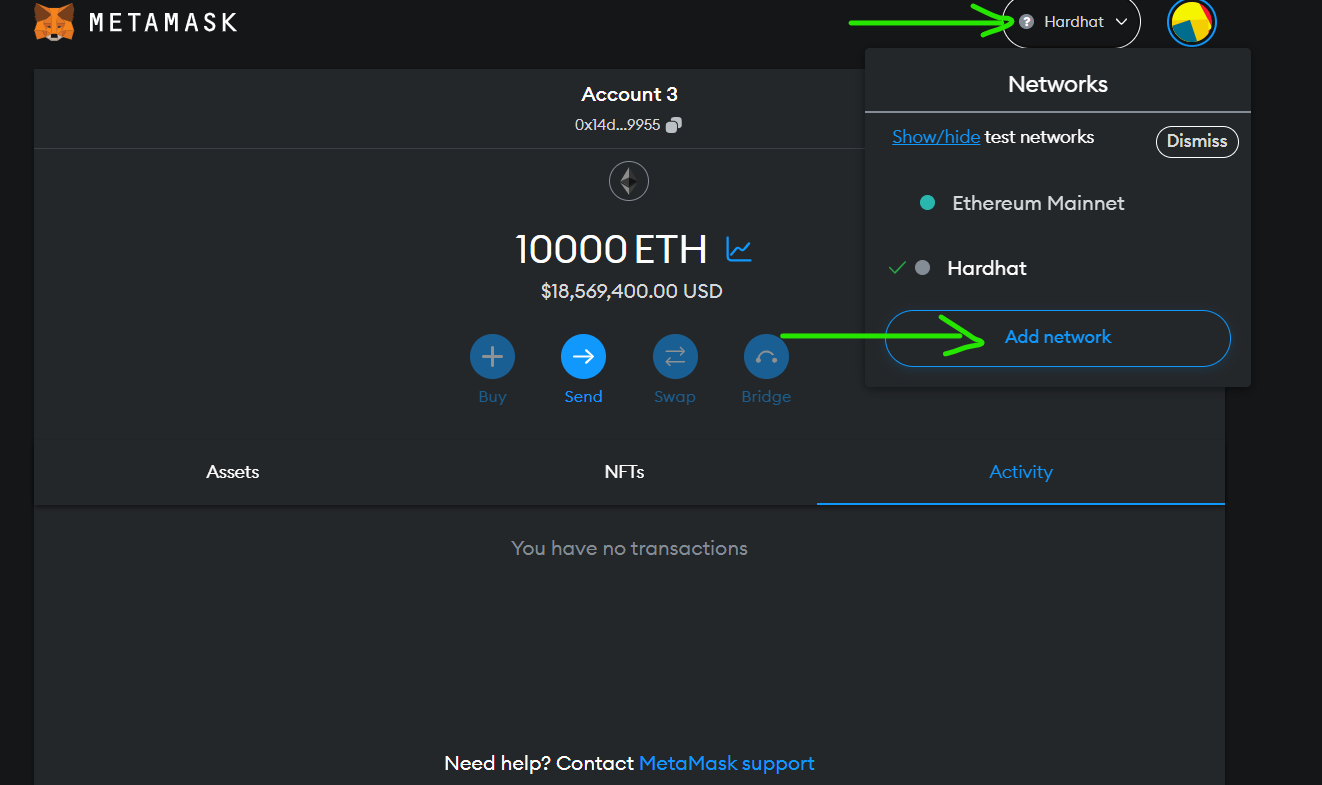 METAMASK
Hardhat
Account 3
0x14d...9955
10000 ETH
$18,569,400.00 USD
Buy
Send
Swap
Bridge
Networks
Show/hide test networks
Dismiss
Ethereum Mainnet
Hardhat
Add network
Assets
NFTs
Activity
You have no transactions
Need help? Contact MetaMask support